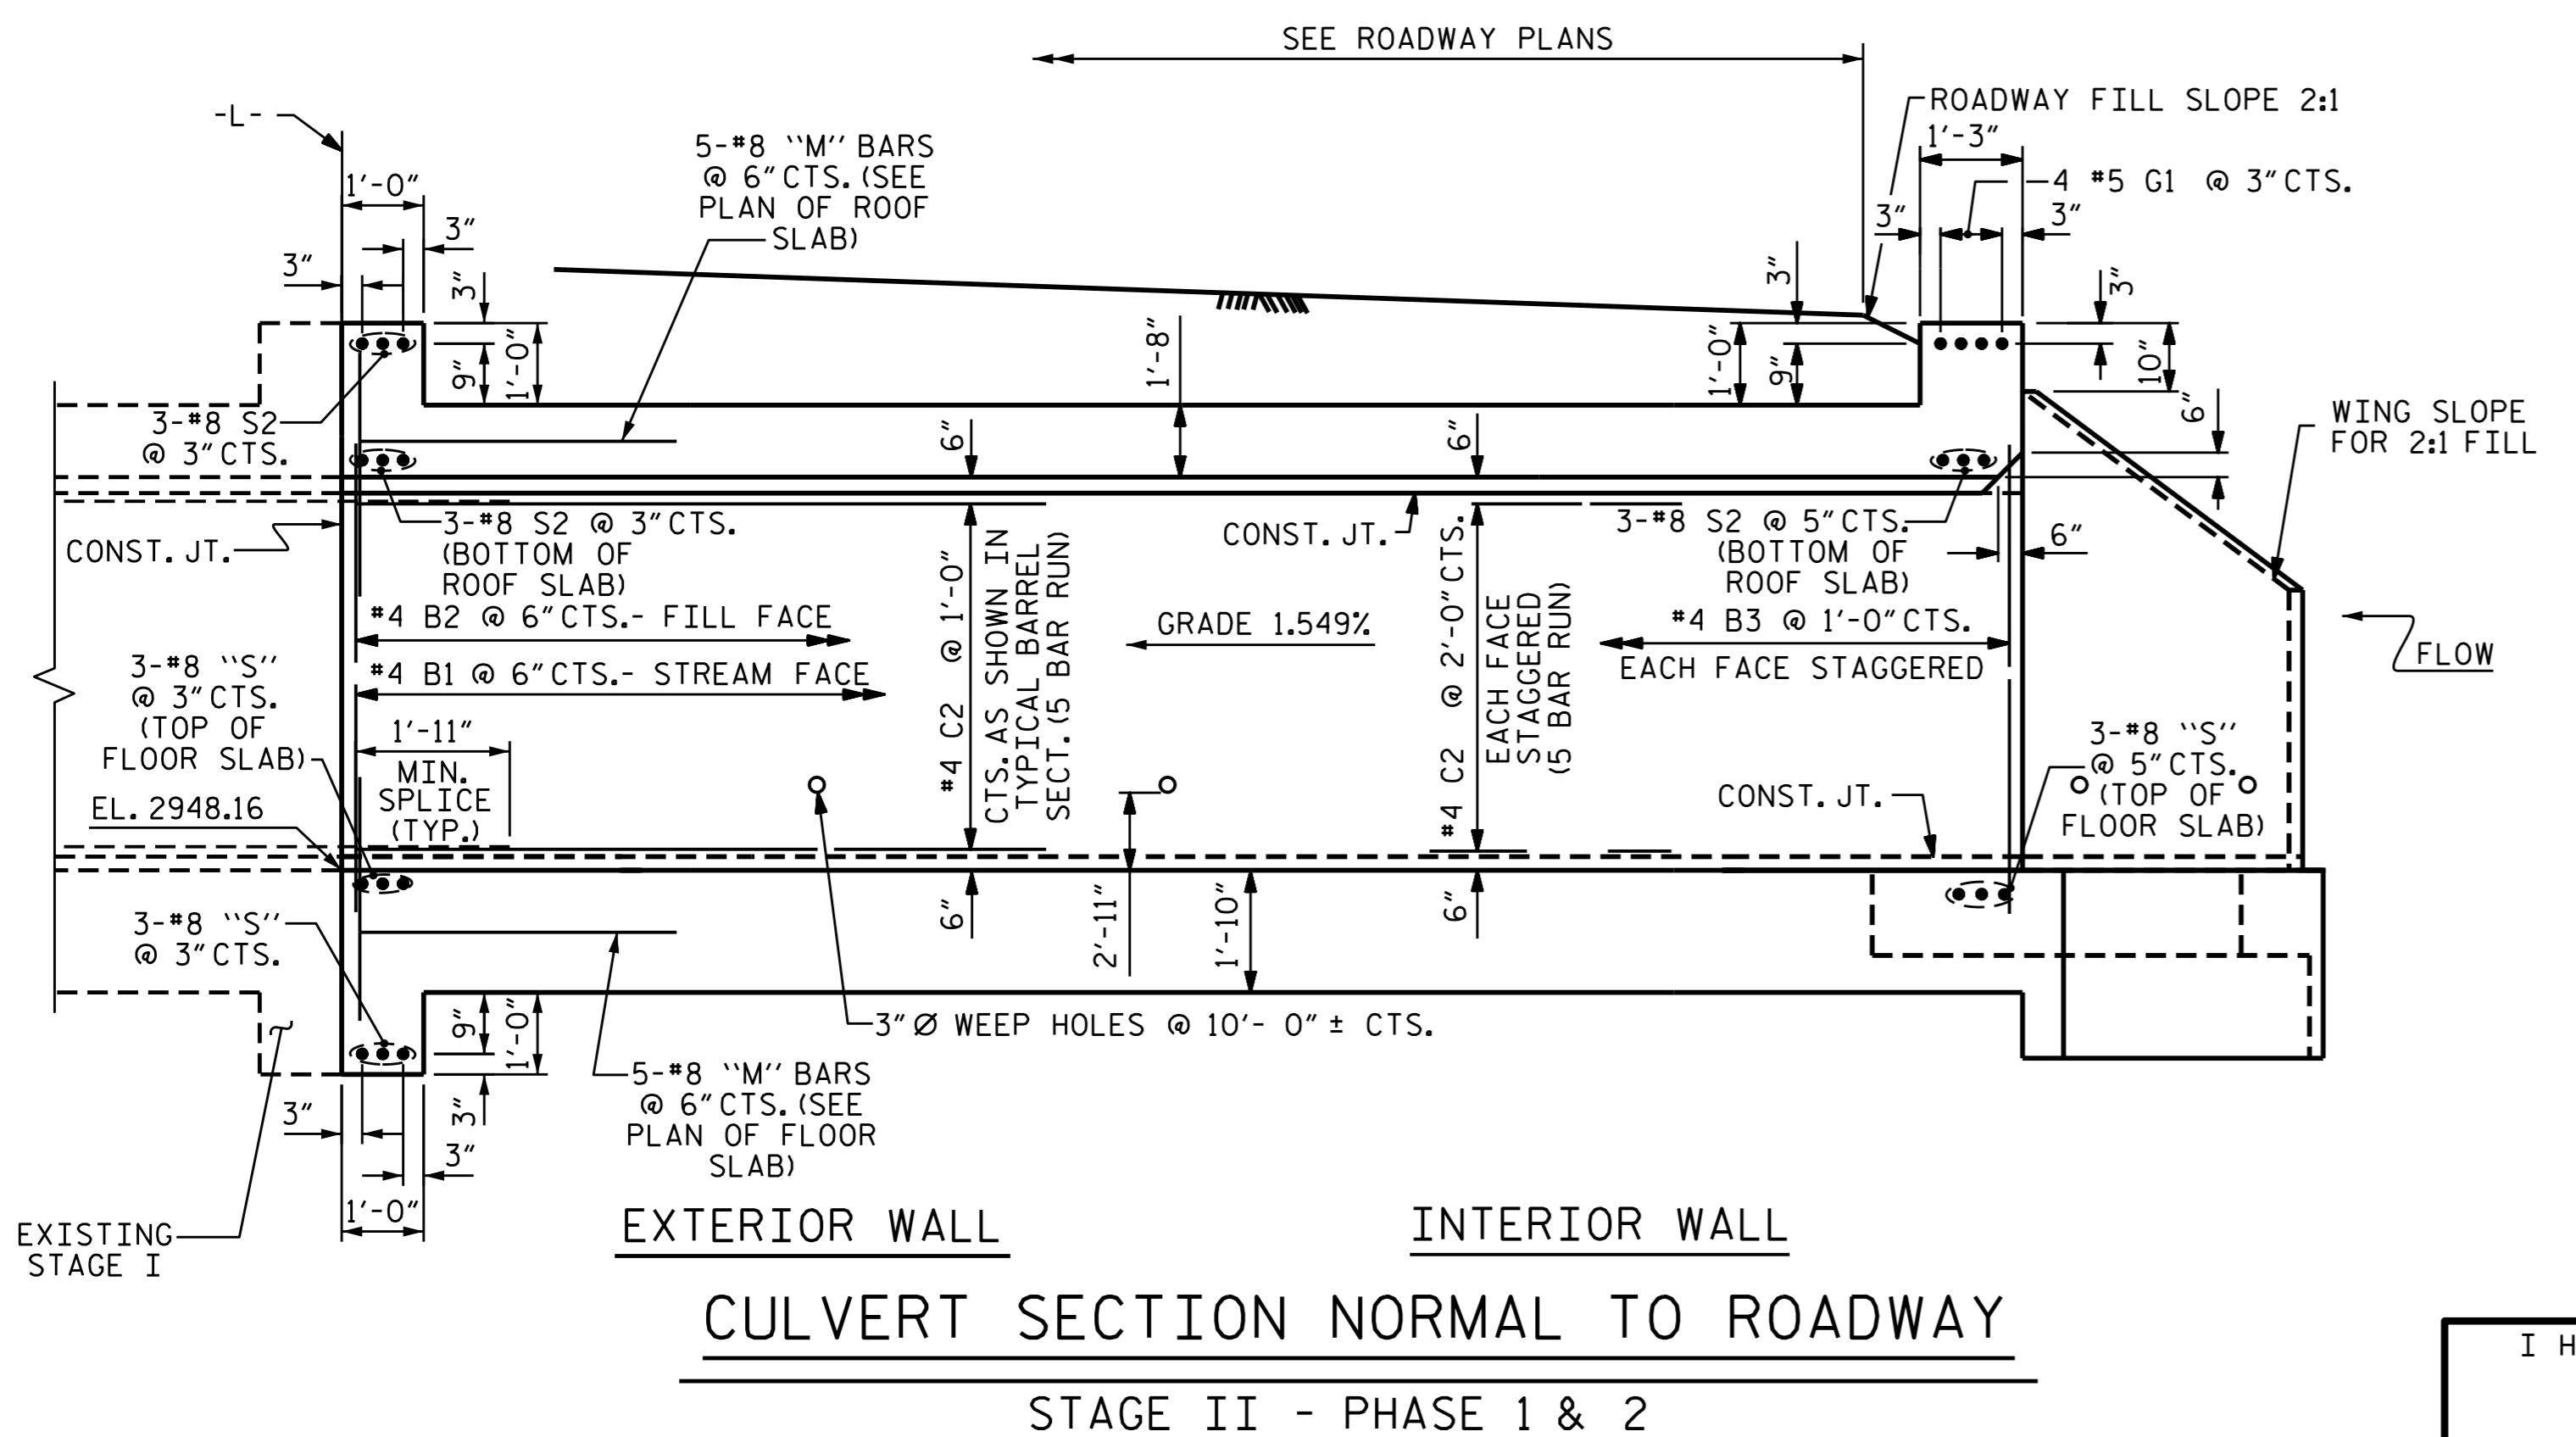 SEE ROADWAY PLANS
-L-
ROADWAY FILL SLOPE 2:1
1'-3"
5-#8 "M" BARS
@ 6" CTS. (SEE
PLAN OF ROOF
SLAB)
1'-0"
4 #5 G1 @ 3" CTS.
3"
3"
3"
3"
3"
3"
3"
9"
1'-0"
1'-8"
1'-0"
9"
10"
6"
3-#8 S2
@ 3" CTS.
6"
6"
WING SLOPE
FOR 2:1 FILL
CONST. JT.
3-#8 S2 @ 3" CTS.
(BOTTOM OF
ROOF SLAB)
CONST. JT.
3-#8 S2 @ 5" CTS.
(BOTTOM OF
ROOF SLAB)
6"
#4 B2 @ 6" CTS.- FILL FACE
#4 B1 @ 6" CTS.- STREAM FACE
#4 C2 @ 1'-0"
CTS. AS SHOWN IN
TYPICAL BARREL
SECT. (5 BAR RUN)
GRADE 1.549%
#4 C2 @ 2'-0" CTS.
EACH FACE
STAGGERED
(5 BAR RUN)
#4 B3 @ 1'-0" CTS.
EACH FACE STAGGERED
FLOW
3-#8 "S"
@ 3" CTS.
(TOP OF
FLOOR SLAB)
1'-11"
MIN.
SPLICE
(TYP.)
EL. 2948.16
CONST. JT.
3-#8 "S"
@ 5" CTS.
(TOP OF
FLOOR SLAB)
3-#8 "S"
@ 3" CTS.
6"
2'-11"
1'-10"
6"
9"
1'-0"
3" Ø WEEP HOLES @ 10'- 0" ± CTS.
5-#8 "M" BARS
@ 6" CTS. (SEE
PLAN OF FLOOR
SLAB)
3"
3"
3"
1'-0"
EXISTING
STAGE I
EXTERIOR WALL
INTERIOR WALL
CULVERT SECTION NORMAL TO ROADWAY
STAGE II - PHASE 1 & 2
I H